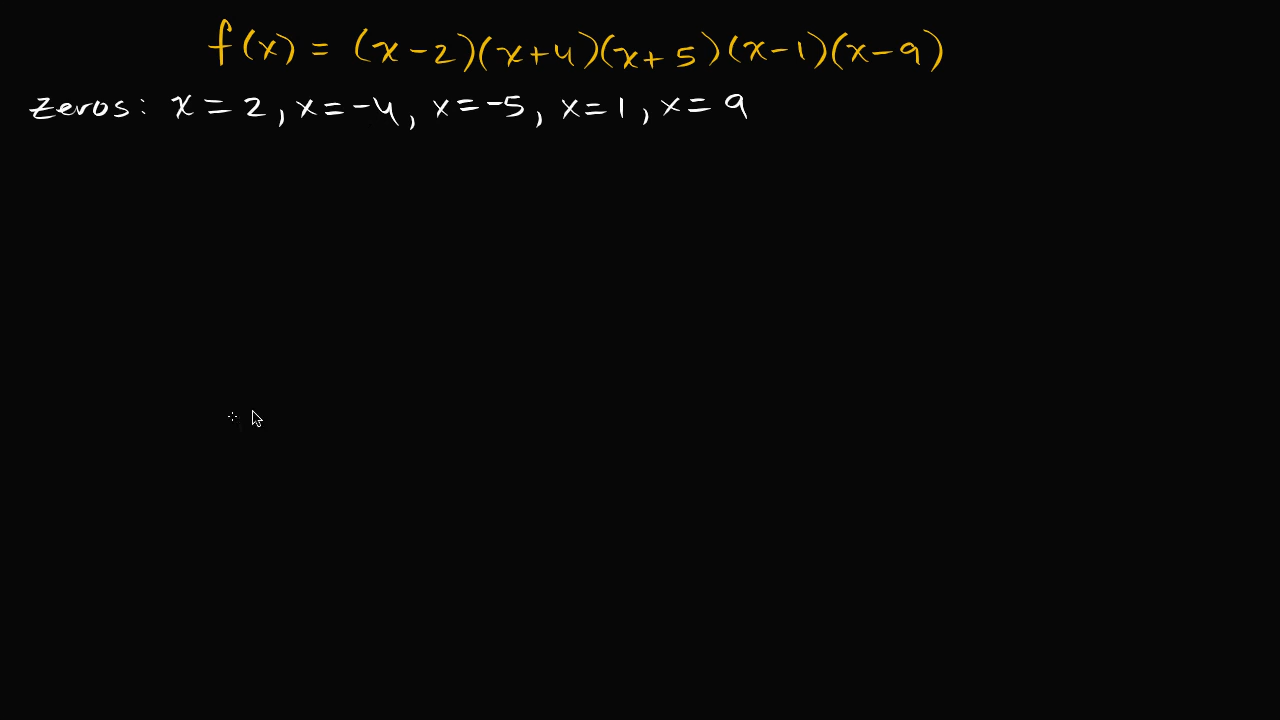 f(x) = (x-2)(x+4)(x+5)(x-1)(x-9)
zeros: x=2, x=-4, x=-5, x=1, x=9